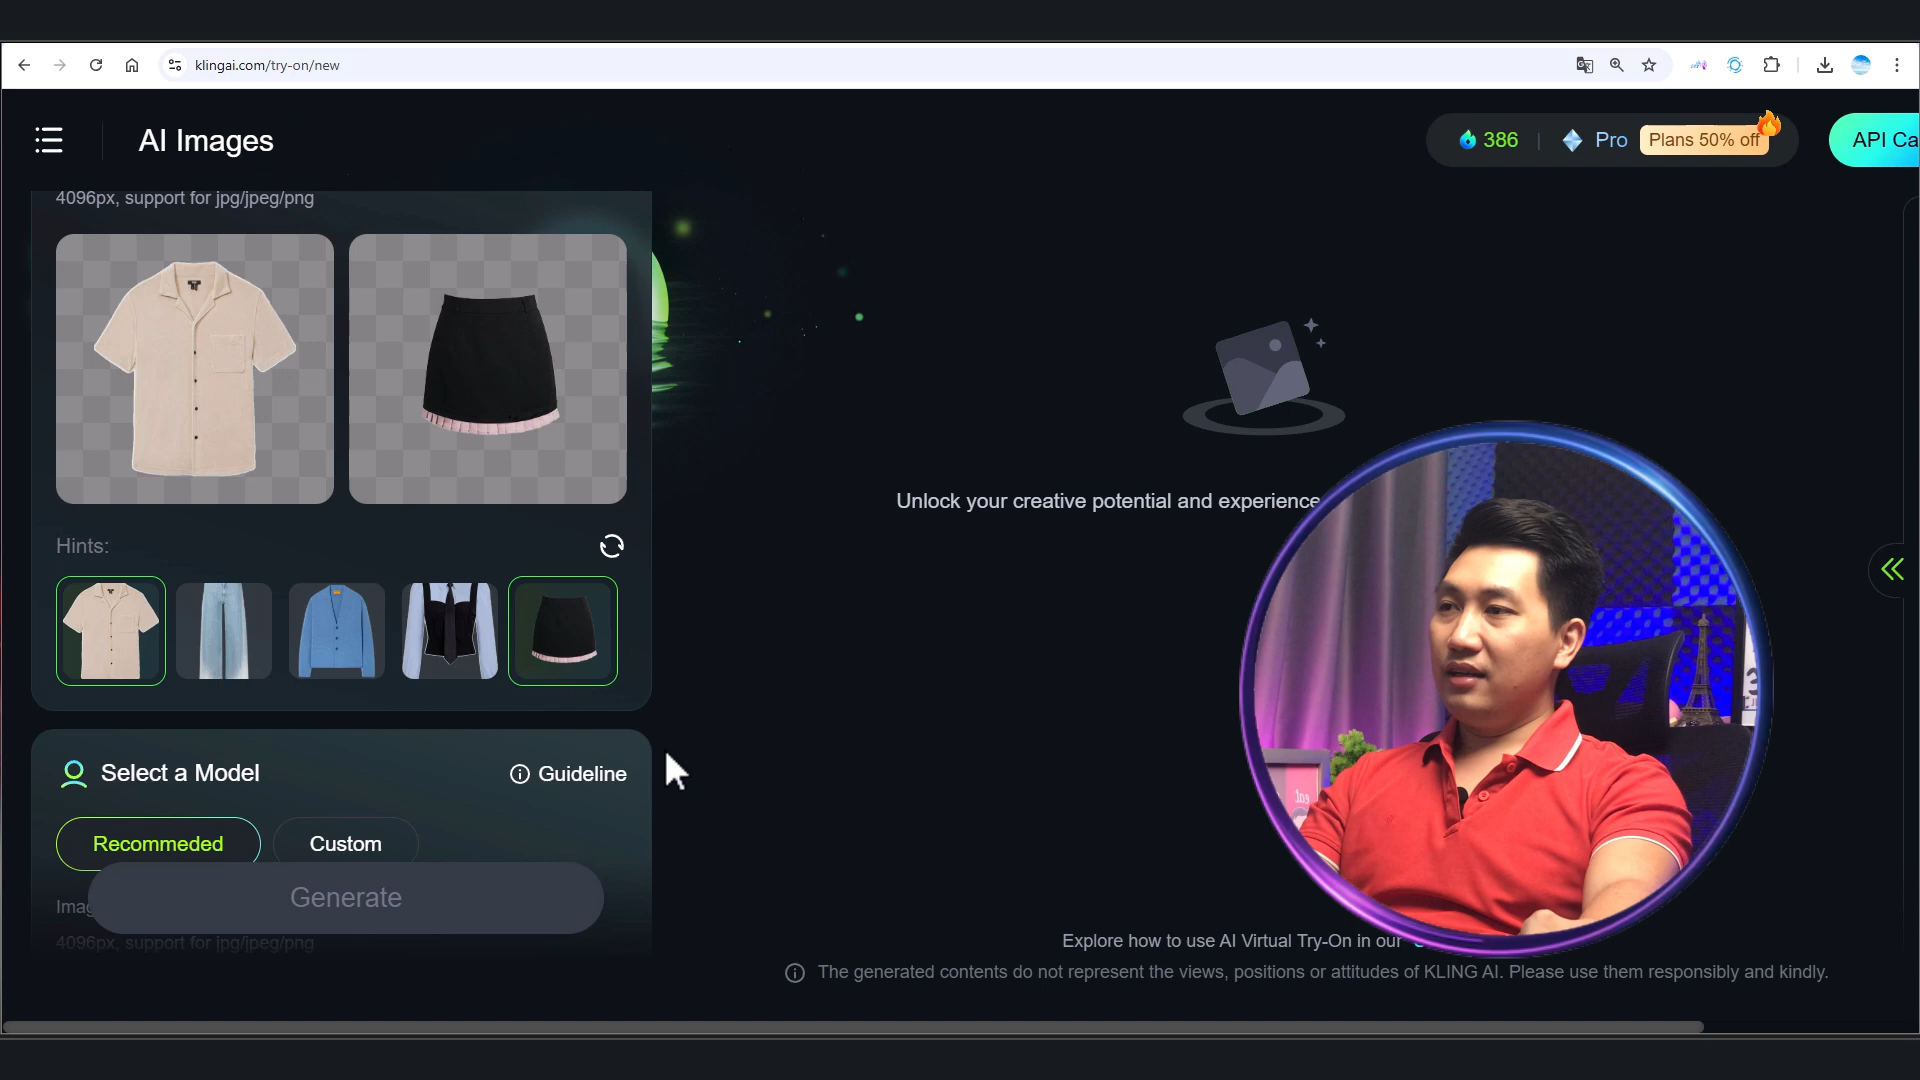 klingai.com/try-on/new
AI Images
386
Pro
Plans 50% off
API Ca
4096px, support for jpg/jpeg/png
Hints:
Select a Model
Guideline
Recommeded
Custom
Generate
Imag
4096px, support for jpg/jpeg/png
Unlock your creative potential and experience
Explore how to use AI Virtual Try-On in our
The generated contents do not represent the views, positions or attitudes of KLING AI. Please use them responsibly and kindly.